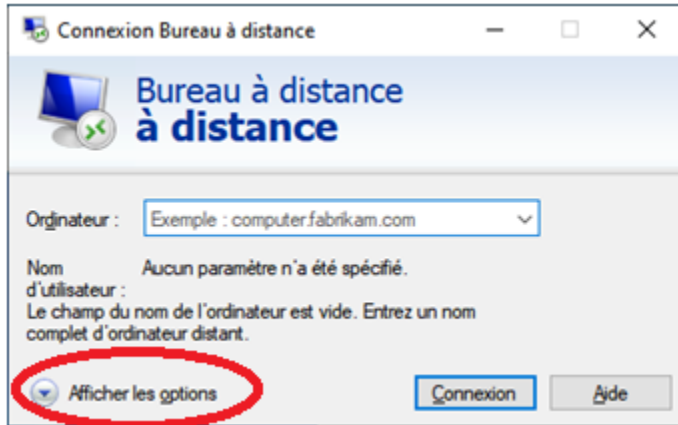 Connexion Bureau à distance
Bureau à distance
à distance
Ordinateur :
Exemple : computer.fabrikam.com
Nom
d'utilisateur :
Aucun paramètre n'a été spécifié.
Le champ du nom de l'ordinateur est vide. Entrez un nom
complet d'ordinateur distant.
Afficher les options
Connexion
Aide